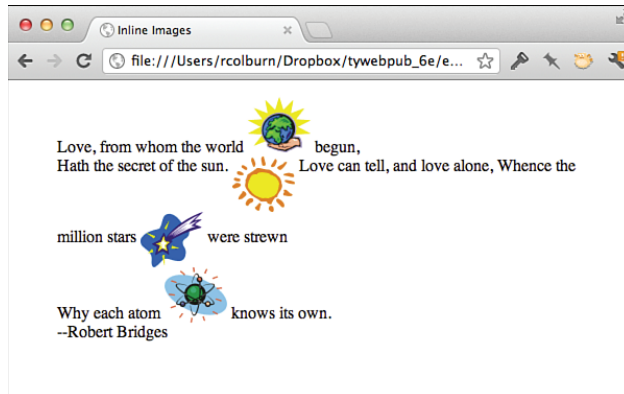 Inline Images
file:///Users/rcolburn/Dropbox/tywebpub_6e/e...
Love, from whom the world begun,
Hath the secret of the sun. Love can tell, and love alone, Whence the
million stars were strewn
Why each atom knows its own.
--Robert Bridges